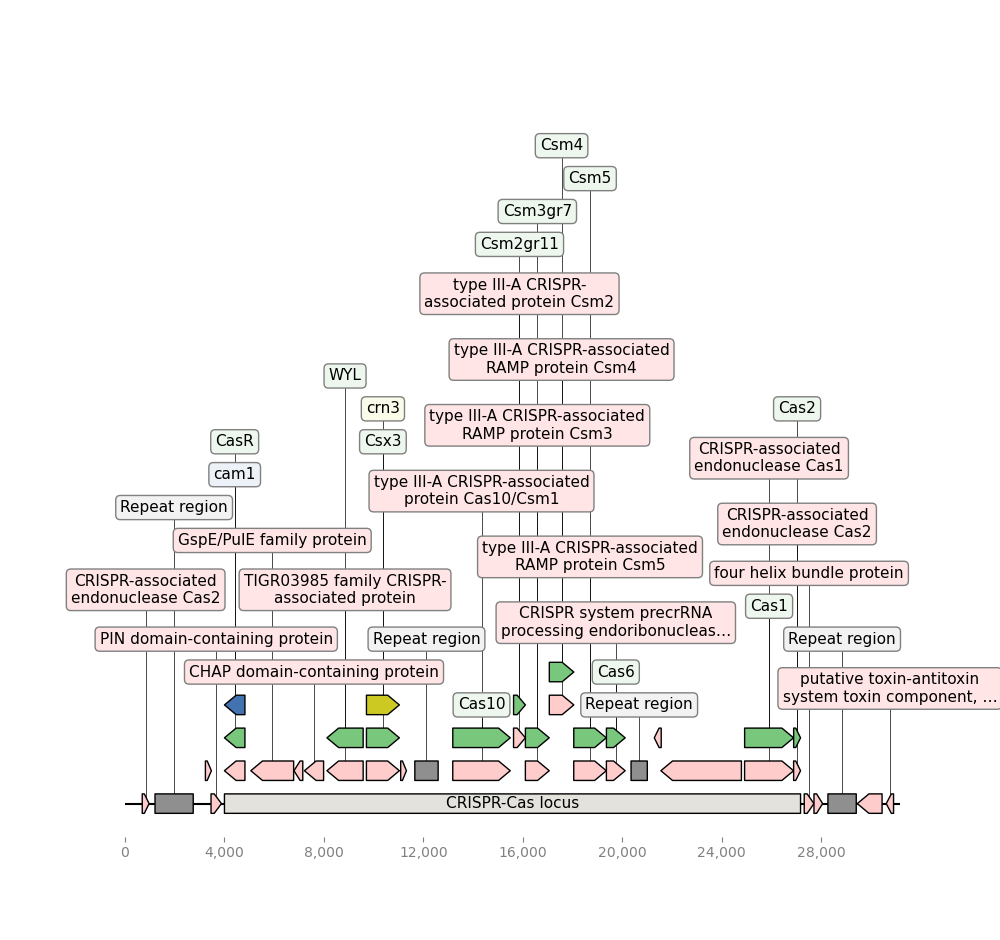 Csm4
Csm5
Csm3gr7
Csm2gr11
type III-A CRISPR-
associated protein Csm2
type III-A CRISPR-associated
RAMP protein Csm4
WYL
crn3
Cas2
type III-A CRISPR-associated
RAMP protein Csm3
CasR
Csx3
CRISPR-associated
endonuclease Cas1
cam1
type III-A CRISPR-associated
protein Cas10/Csm1
Repeat region
CRISPR-associated
endonuclease Cas2
GspE/PulE family protein
type III-A CRISPR-associated
RAMP protein Csm5
four helix bundle protein
CRISPR-associated
endonuclease Cas2
TIGR03985 family CRISPR-
associated protein
Cas1
CRISPR system precrRNA
processing endoribonucleas…
PIN domain-containing protein
Repeat region
Repeat region
CHAP domain-containing protein
Cas6
putative toxin-antitoxin
system toxin component, …
Cas10
Repeat region
CRISPR-Cas locus
0
4,000
8,000
12,000
16,000
20,000
24,000
28,000